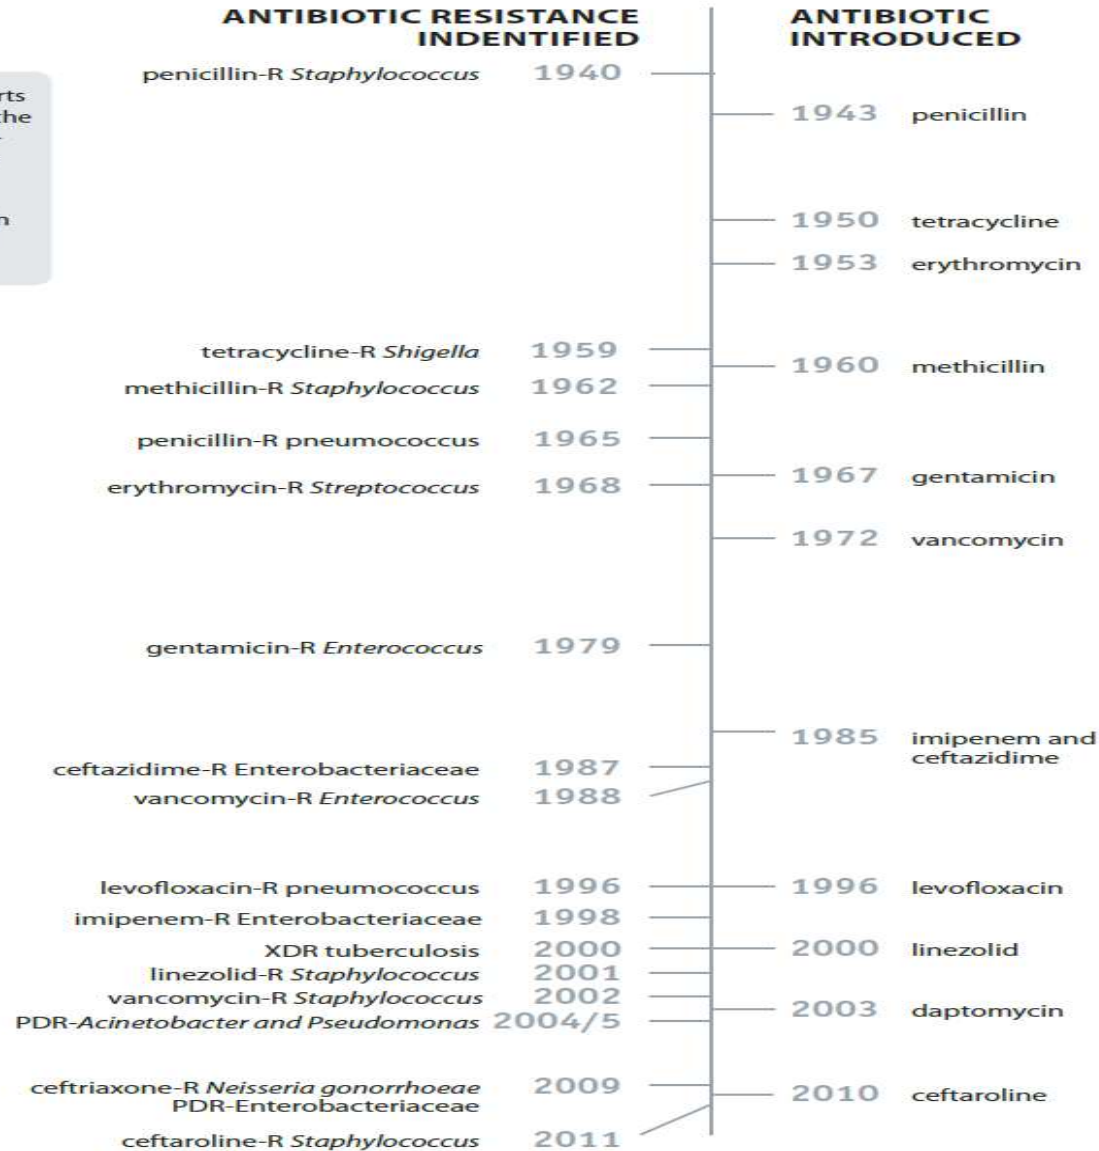 ANTIBIOTIC RESISTANCE
INDENTIFIED
ANTIBIOTIC
INTRODUCED
penicillin-R Staphylococcus 1940
the
1943 penicillin
1950 tetracycline
1953 erythromycin
tetracycline-R Shigella 1959
1960 methicillin
methicillin-R Staphylococcus 1962
penicillin-R pneumococcus 1965
1967 gentamicin
erythromycin-R Streptococcus 1968
1972 vancomycin
gentamicin-R Enterococcus 1979
1985 imipenem and
ceftazidime
ceftazidime-R Enterobacteriaceae 1987
vancomycin-R Enterococcus 1988
levofloxacin-R pneumococcus 1996
1996 levofloxacin
imipenem-R Enterobacteriaceae 1998
XDR tuberculosis 2000
2000 linezolid
linezolid-R Staphylococcus 2001
vancomycin-R Staphylococcus 2002
2003 daptomycin
PDR-Acinetobacter and Pseudomonas 2004/5
ceftriaxone-R Neisseria gonorrhoeae 2009
PDR-Enterobacteriaceae
2010 ceftaroline
ceftaroline-R Staphylococcus 2011